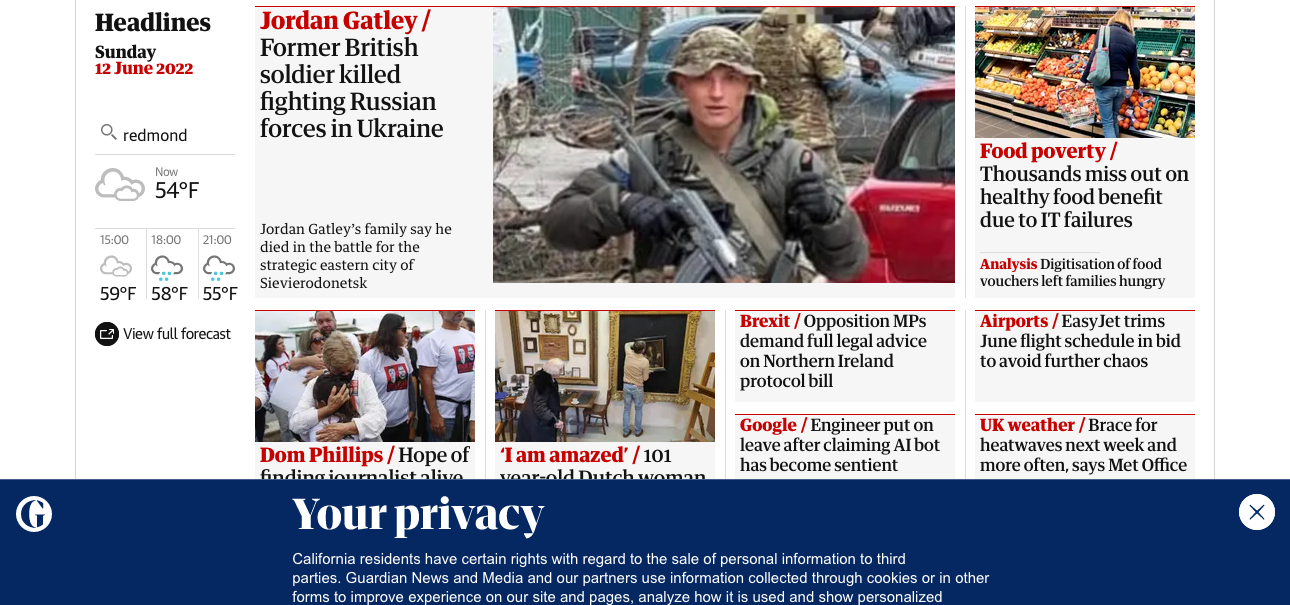 Headlines
Sunday
12 June 2022
redmond
Now
54°F
15:00
18:00
21:00
59°F
58°F
55°F
View full forecast
Jordan Gatley /
Former British
soldier killed
fighting Russian
forces in Ukraine
Jordan Gatley’s family say he
died in the battle for the
strategic eastern city of
Sievierodonetsk
SUZUKI
Food poverty /
Thousands miss out on
healthy food benefit
due to IT failures
Analysis Digitisation of food
vouchers left families hungry
Dom Phillips / Hope of
finding journalist alive
‘I am amazed’ / 101
year-old Dutch woman
Brexit / Opposition MPs
demand full legal advice
on Northern Ireland
protocol bill
Google / Engineer put on
leave after claiming AI bot
has become sentient
Airports / EasyJet trims
June flight schedule in bid
to avoid further chaos
UK weather / Brace for
heatwaves next week and
more often, says Met Office
G
Your privacy
California residents have certain rights with regard to the sale of personal information to third
parties. Guardian News and Media and our partners use information collected through cookies or in other
forms to improve experience on our site and pages, analyze how it is used and show personalized